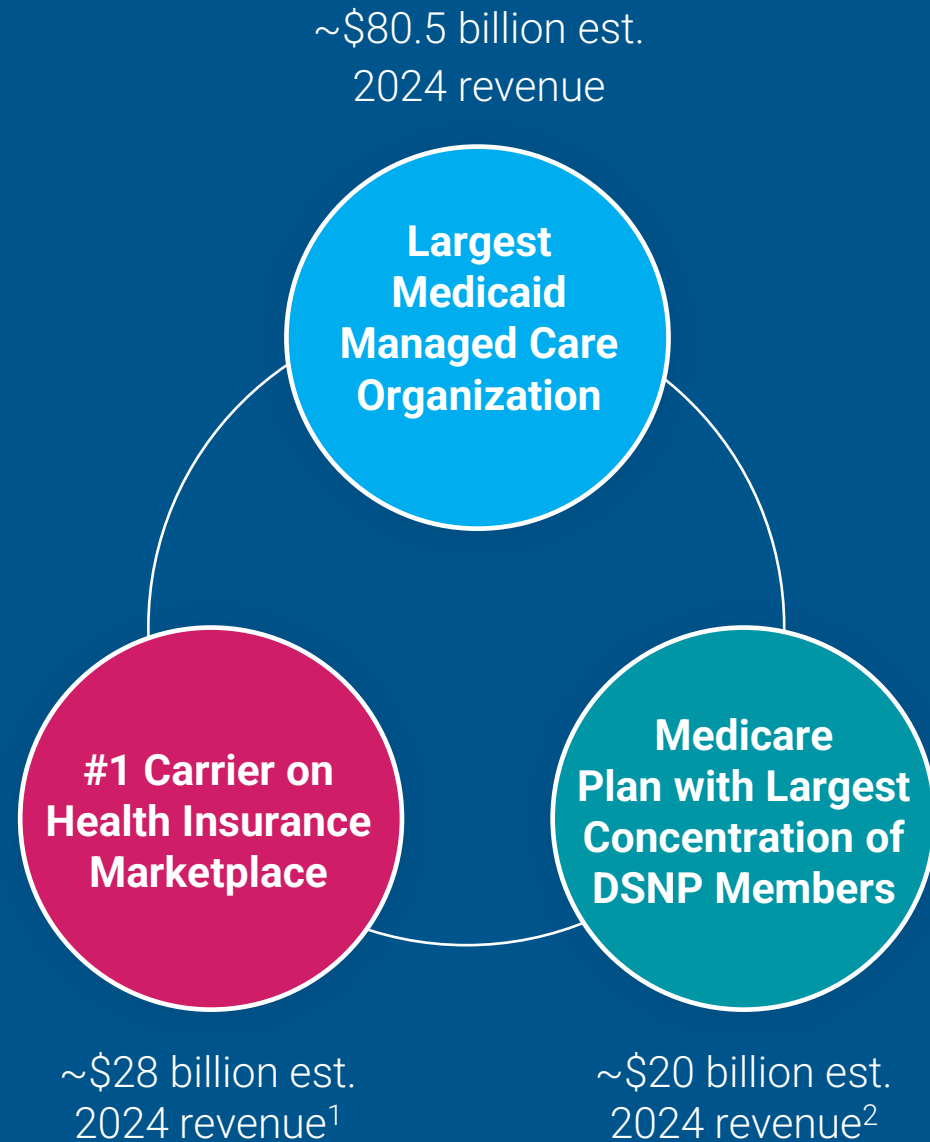 ~$80.5 billion est.
2024 revenue
Largest
Medicaid
Managed Care
Organization
#1 Carrier on
Health Insurance
Marketplace
Medicare
Plan with Largest
Concentration of
DSNP Members
~$28 billion est.
2024 revenue¹
~$20 billion est.
2024 revenue²